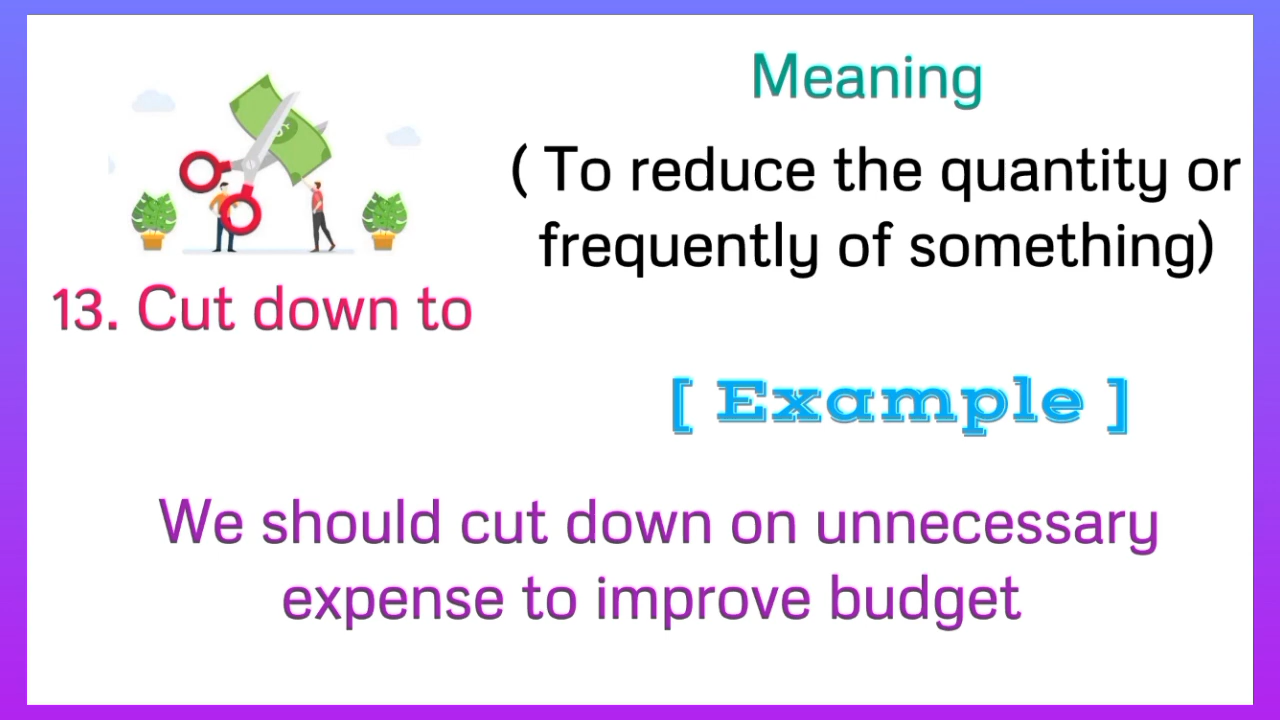 Meaning
( To reduce the quantity or
frequently of something)
13. Cut down to
[ Example ]
We should cut down on unnecessary
expense to improve budget